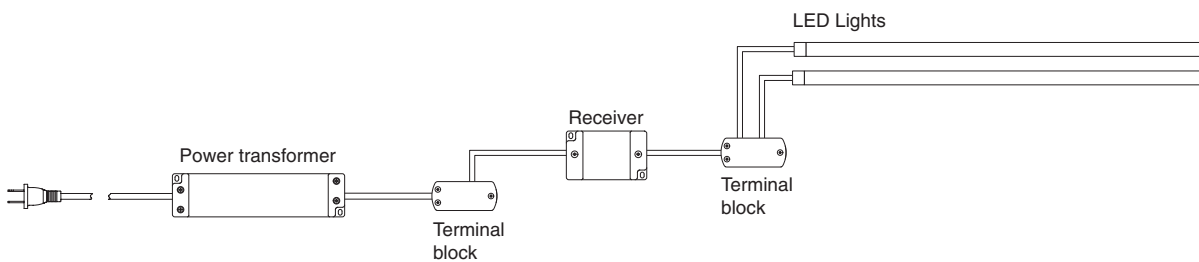 LED Lights
Receiver
Power transformer
Terminal
block
Terminal
block